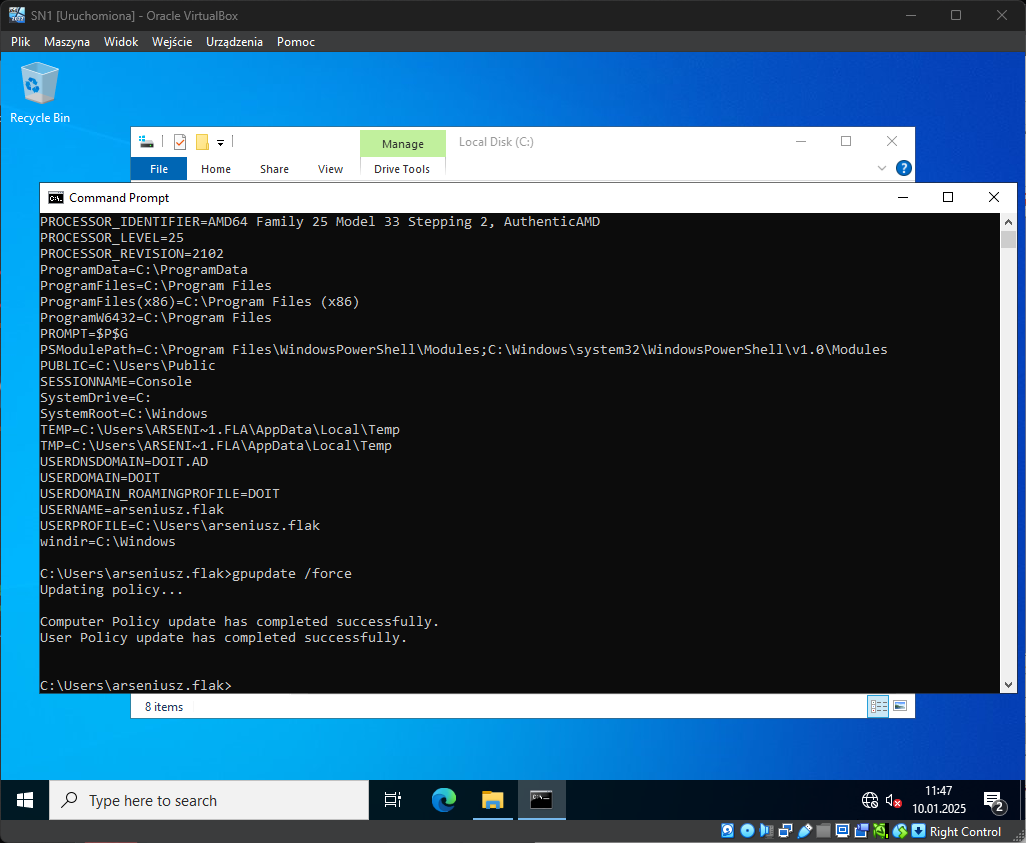 SN1 [Uruchomiona] - Oracle VirtualBox
Plik Maszyna Widok Wejście Urządzenia Pomoc
Recycle Bin
Manage Local Disk (C:)
File Home Share View Drive Tools
Command Prompt
PROCESSOR_IDENTIFIER=AMD64 Family 25 Model 33 Stepping 2, AuthenticAMD
PROCESSOR_LEVEL=25
PROCESSOR_REVISION=2102
ProgramData=C:\ProgramData
ProgramFiles=C:\Program Files
ProgramFiles(x86)=C:\Program Files (x86)
ProgramW6432=C:\Program Files
PROMPT=$P$G
PSModulePath=C:\Program Files\WindowsPowerShell\Modules;C:\Windows\system32\WindowsPowerShell\v1.0\Modules
PUBLIC=C:\Users\Public
SESSIONNAME=Console
SystemDrive=C:
SystemRoot=C:\Windows
TEMP=C:\Users\ARSENI~1.FLA\AppData\Local\Temp
TMP=C:\Users\ARSENI~1.FLA\AppData\Local\Temp
USERDNSDOMAIN=DOIT.AD
USERDOMAIN=DOIT
USERDOMAIN_ROAMINGPROFILE=DOIT
USERNAME=arseniusz.flak
USERPROFILE=C:\Users\arseniusz.flak
windir=C:\Windows
C:\Users\arseniusz.flak>gpupdate /force
Updating policy...
Computer Policy update has completed successfully.
User Policy update has completed successfully.
C:\Users\arseniusz.flak>
8 items
Type here to search
11:47
10.01.2025
2
Right Control